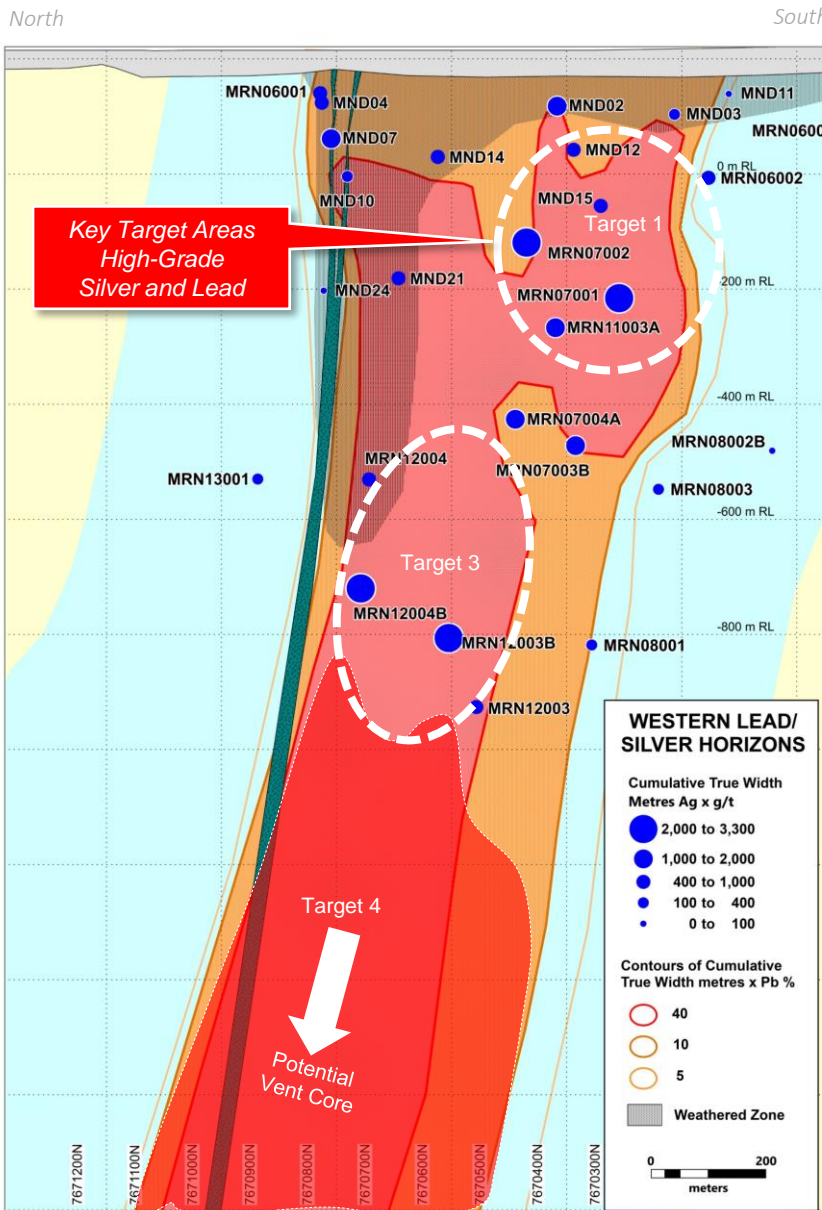 North
South
MRN06001
MND04
MND07
MND10
MND14
MND02
MND12
MND11
MND03
MRN0600
0 m RL
MRN06002
MND15
Target 1
Key Target Areas
High-Grade
Silver and Lead
MRN07002
MND21
MND24
MRN07001
-200 m RL
MRN11003A
-400 m RL
MRN07004A
MRN08002B
MRN12004
MRN07003B
MRN13001
MRN08003
-600 m RL
Target 3
MRN12004B
MRN12003B
-800 m RL
MRN08001
MRN12003
Target 4
Potential
Vent Core
WESTERN LEAD/
SILVER HORIZONS
Cumulative True Width
Metres Ag x g/t
2,000 to 3,300
1,000 to 2,000
400 to 1,000
100 to 400
0 to 100
Contours of Cumulative
True Width metres x Pb %
40
10
5
Weathered Zone
0 200
meters
7671200N
7671100N
7671000N
7670900N
7670800N
7670700N
7670600N
7670500N
7670400N
7670300N